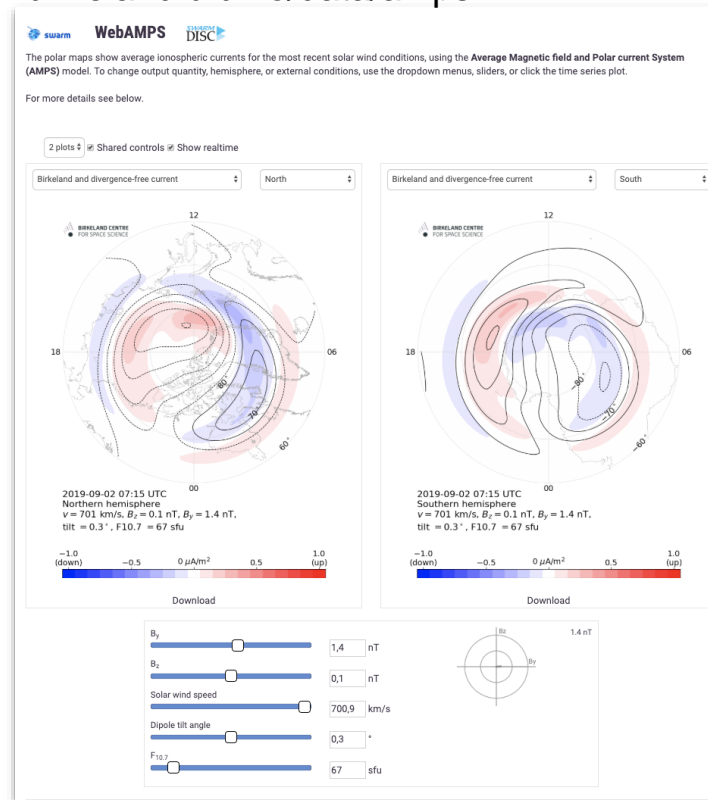 swarm WebAMPS SWARM DISC
The polar maps show average ionospheric currents for the most recent solar wind conditions, using the Average Magnetic field and Polar current System
(AMPS) model. To change output quantity, hemisphere, or external conditions, use the dropdown menus, sliders, or click the time series plot.
For more details see below.
2 plots Shared controls Show realtime
Birkeland and divergence-free current North
BIRKELAND CENTRE
FOR SPACE SCIENCE
12
18
06
80°
70°
60°
00
2019-09-02 07:15 UTC
Northern hemisphere
v = 701 km/s, Bz = 0.1 nT, By = 1.4 nT,
tilt = 0.3°, F10.7 = 67 sfu
−1.0 −0.5 0 μA/m² 0.5 1.0
(down) (up)
Download
Birkeland and divergence-free current South
BIRKELAND CENTRE
FOR SPACE SCIENCE
12
18
06
−80°
−70°
−60°
00
2019-09-02 07:15 UTC
Southern hemisphere
v = 701 km/s, Bz = 0.1 nT, By = 1.4 nT,
tilt = 0.3°, F10.7 = 67 sfu
−1.0 −0.5 0 μA/m² 0.5 1.0
(down) (up)
Download
By
1,4 nT
Bz
0,1 nT
Solar wind speed
700,9 km/s
Dipole tilt angle
0,3 °
F10.7
67 sfu
Bz
By
1.4 nT